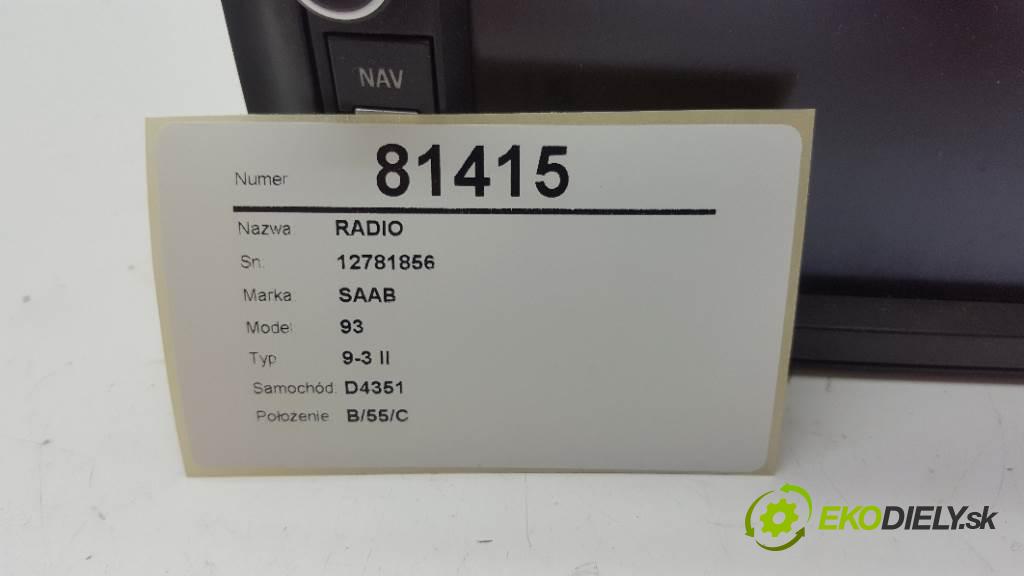 NAV
Numer 81415
Nazwa RADIO
Sn. 12781856
Marka SAAB
Model 93
Typ 9-3 II
Samochód: D4351
Położenie: B/55/C
EKODIELY.sk